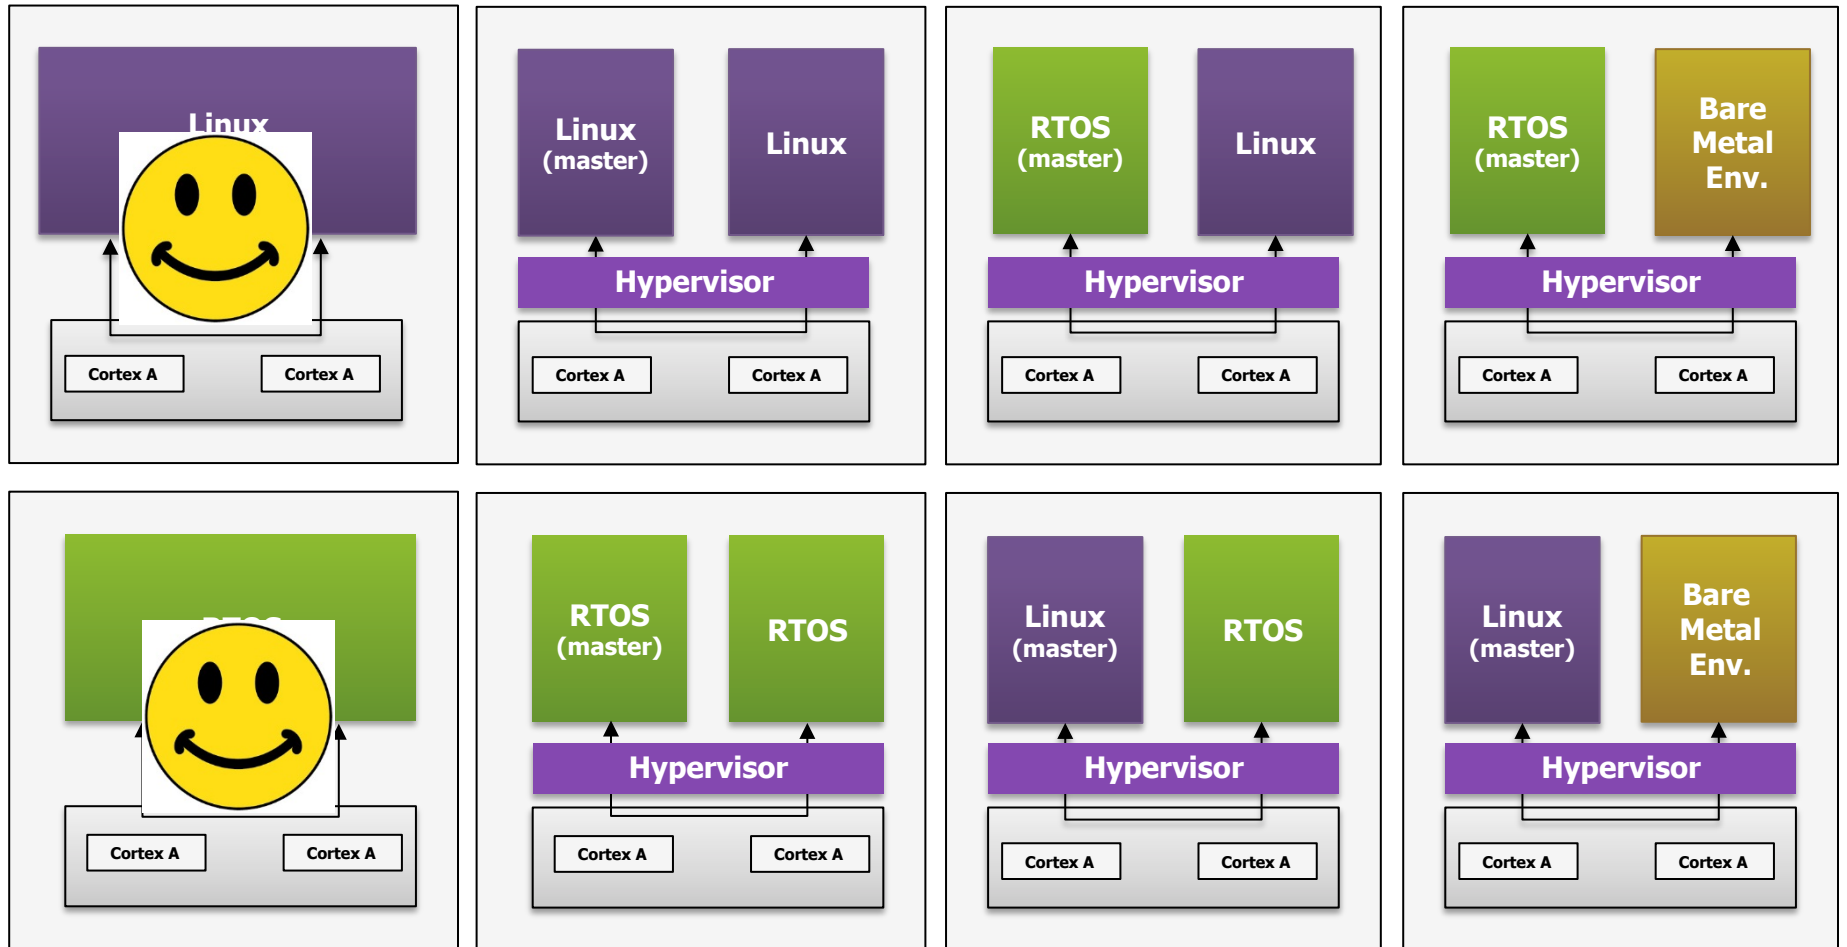 Linux
Cortex A
Cortex A
Linux
(master)
Linux
Hypervisor
Cortex A
Cortex A
RTOS
(master)
Linux
Hypervisor
Cortex A
Cortex A
RTOS
(master)
Bare
Metal
Env.
Hypervisor
Cortex A
Cortex A
Cortex A
Cortex A
RTOS
(master)
RTOS
Hypervisor
Cortex A
Cortex A
Linux
(master)
RTOS
Hypervisor
Cortex A
Cortex A
Linux
(master)
Bare
Metal
Env.
Hypervisor
Cortex A
Cortex A